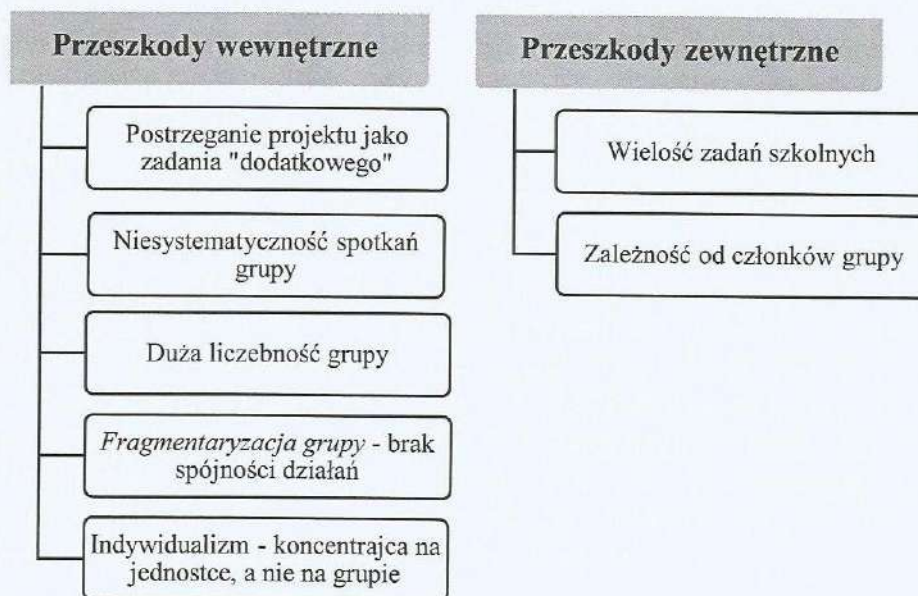 Przeszkody wewnętrzne
Postrzeganie projektu jako
zadania "dodatkowego"
Niesystematyczność spotkań
grupy
Duża liczebność grupy
Fragmentaryzacja grupy - brak
spójności działań
Indywidualizm - koncentrajca na
jednostce, a nie na grupie
Przeszkody zewnętrzne
Wielość zadań szkolnych
Zależność od członków grupy